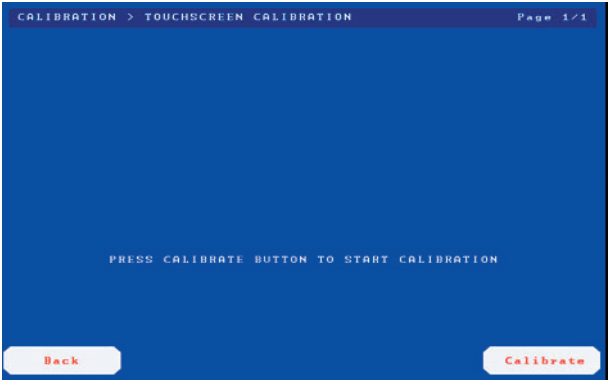 CALIBRATION > TOUCHSCREEN CALIBRATION Page 1/1
PRESS CALIBRATE BUTTON TO START CALIBRATION
Back Calibrate